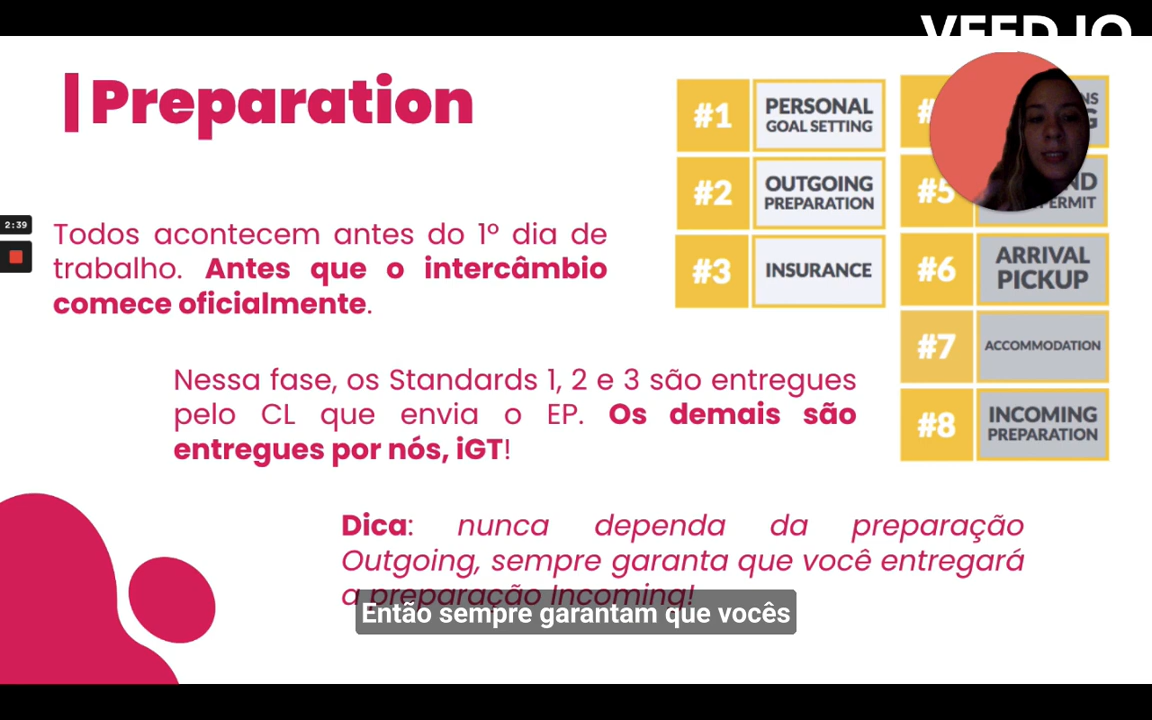 VEED.IO
Preparation
#1 PERSONAL
GOAL SETTING
#2 OUTGOING
PREPARATION
#3 INSURANCE
#5
#6 ARRIVAL
PICKUP
#7 ACCOMMODATION
#8 INCOMING
PREPARATION
2:39
Todos acontecem antes do 1º dia de
trabalho. Antes que o intercâmbio
comece oficialmente.
Nessa fase, os Standards 1, 2 e 3 são entregues
pelo CL que envia o EP. Os demais são
entregues por nós, iGT!
Dica: nunca dependa da preparação
Outgoing, sempre garanta que você entregará
a preparação Incoming!
Então sempre garantam que vocês